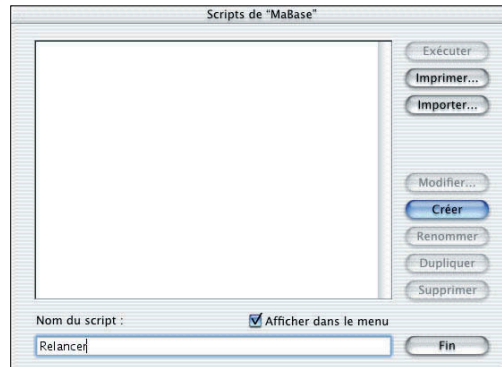 Scripts de “MaBase”
Exécuter
Imprimer...
Importer...
Modifier...
Créer
Renommer
Dupliquer
Supprimer
Nom du script :
Afficher dans le menu
Relancer
Fin